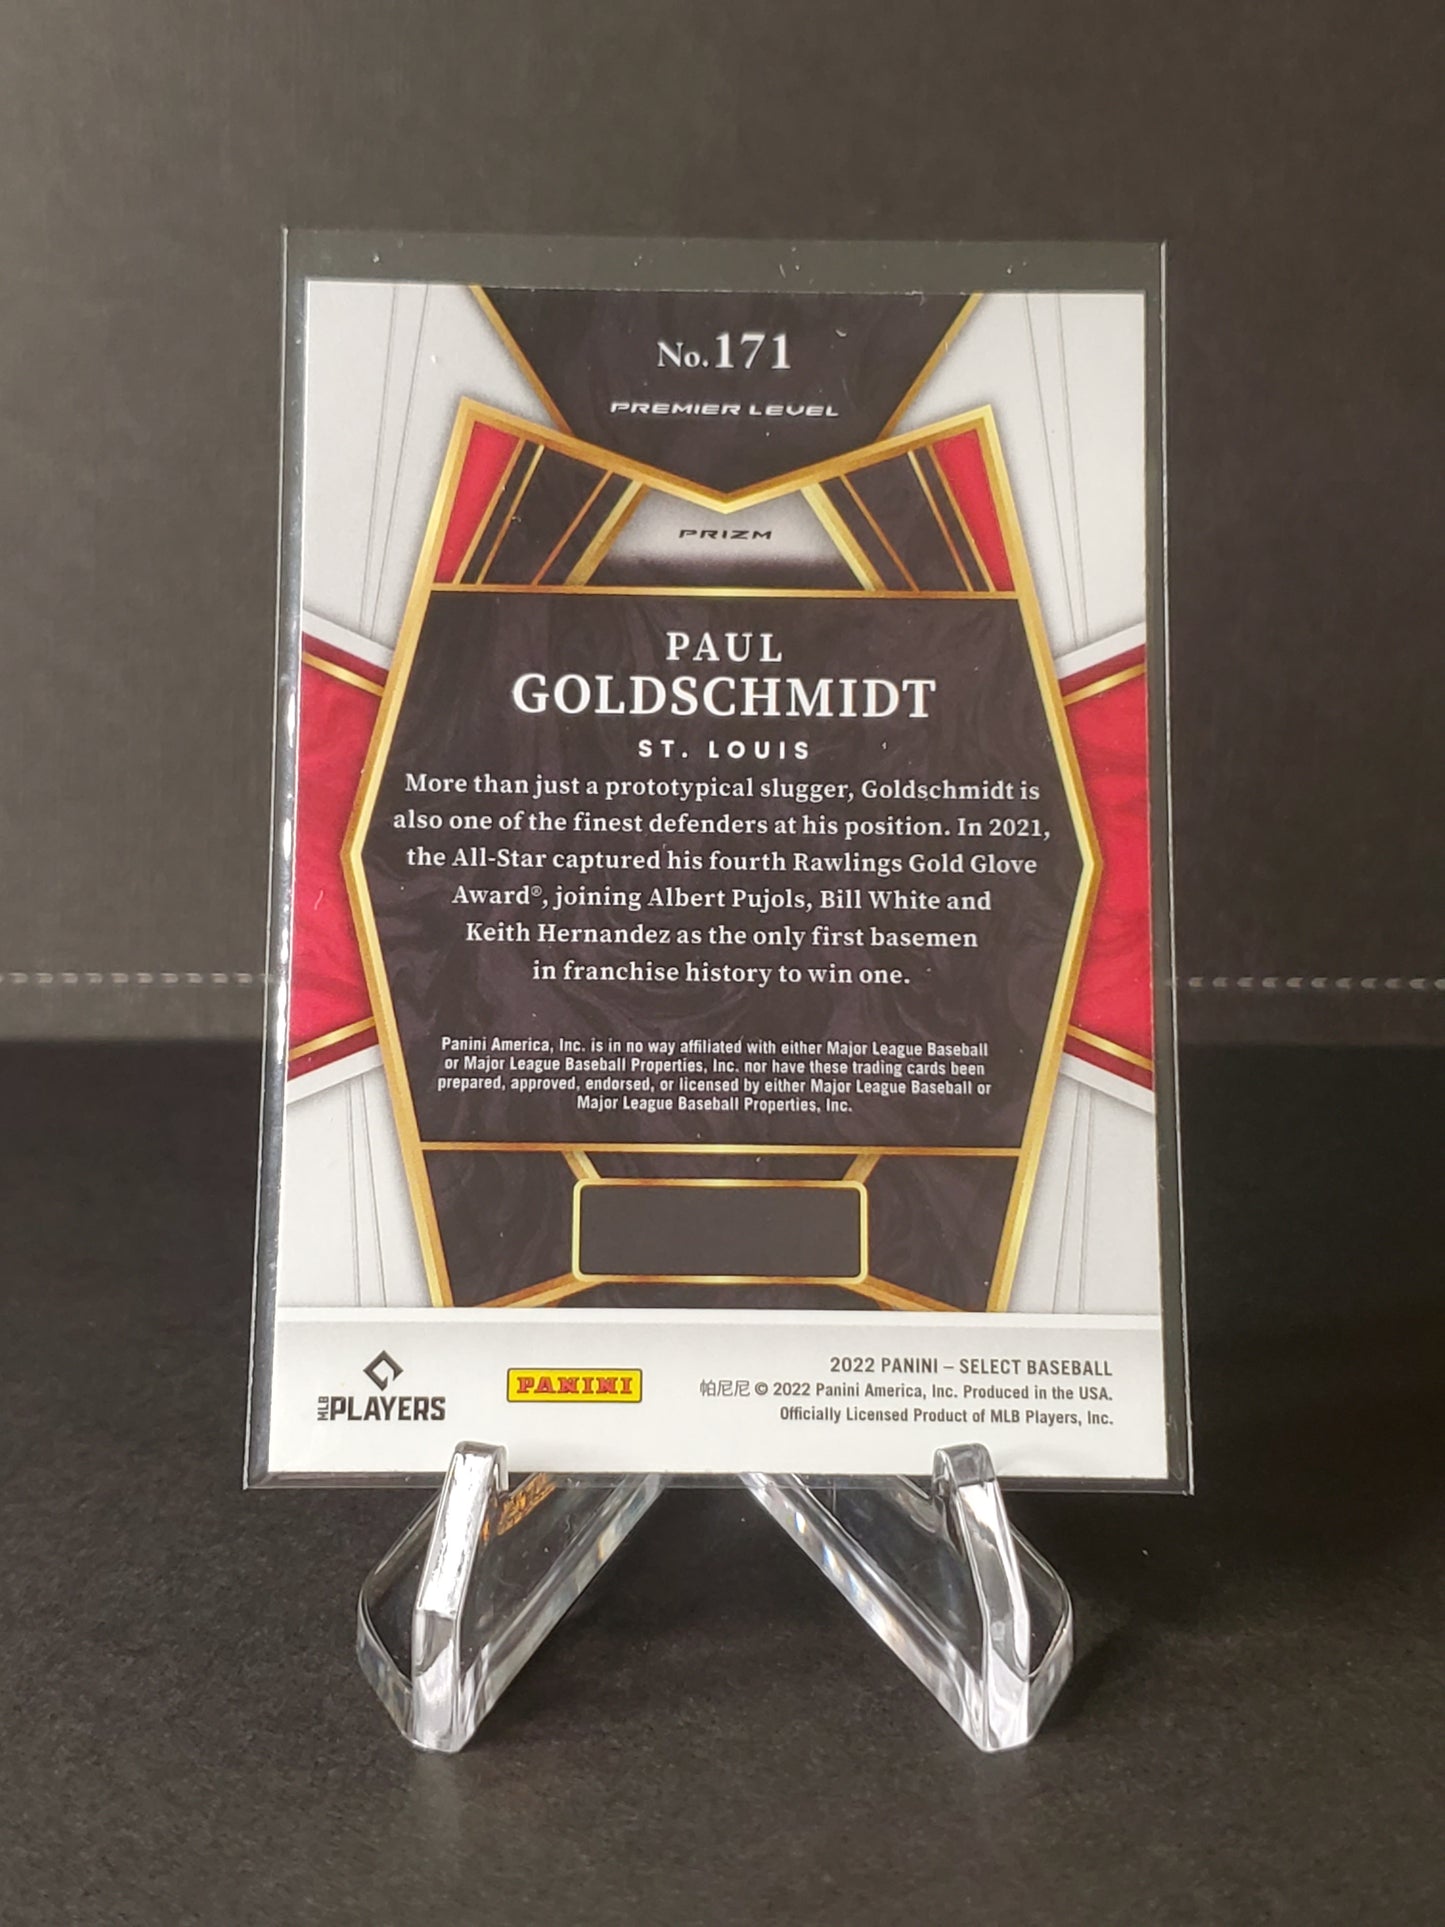 No.171
PREMIER LEVEL
PRIZM
PAUL
GOLDSCHMIDT
ST. LOUIS
More than just a prototypical slugger, Goldschmidt is
also one of the finest defenders at his position. In 2021,
the All-Star captured his fourth Rawlings Gold Glove
Award®, joining Albert Pujols, Bill White and
Keith Hernandez as the only first basemen
in franchise history to win one.
Panini America, Inc. is in no way affiliated with either Major League Baseball
or Major League Baseball Properties, Inc. nor have these trading cards been
prepared, approved, endorsed, or licensed by either Major League Baseball or
Major League Baseball Properties, Inc.
MLB PLAYERS
PANINI
2022 PANINI – SELECT BASEBALL
帕尼尼 © 2022 Panini America, Inc. Produced in the USA.
Officially Licensed Product of MLB Players, Inc.